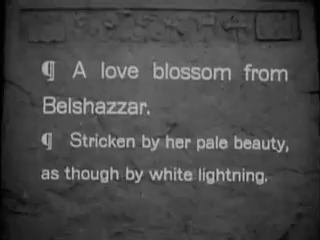 ¶ A love blossom from
Belshazzar.
¶ Stricken by her pale beauty,
as though by white lightning.